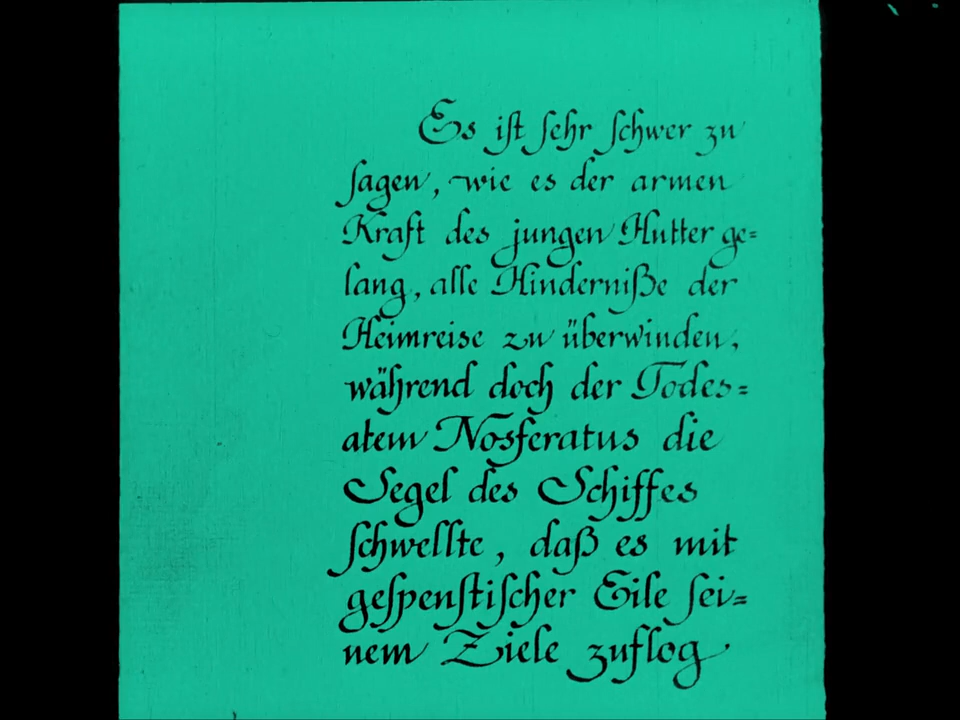 Es ist sehr schwer zu
sagen, wie es der armen
Kraft des jungen Hutter ge=
lang, alle Hinderniße der
Heimreise zu überwinden,
während doch der Todes=
atem Nosferatus die
Segel des Schiffes
schwellte, daß es mit
gespenstischer Eile sei=
nem Ziele zuflog